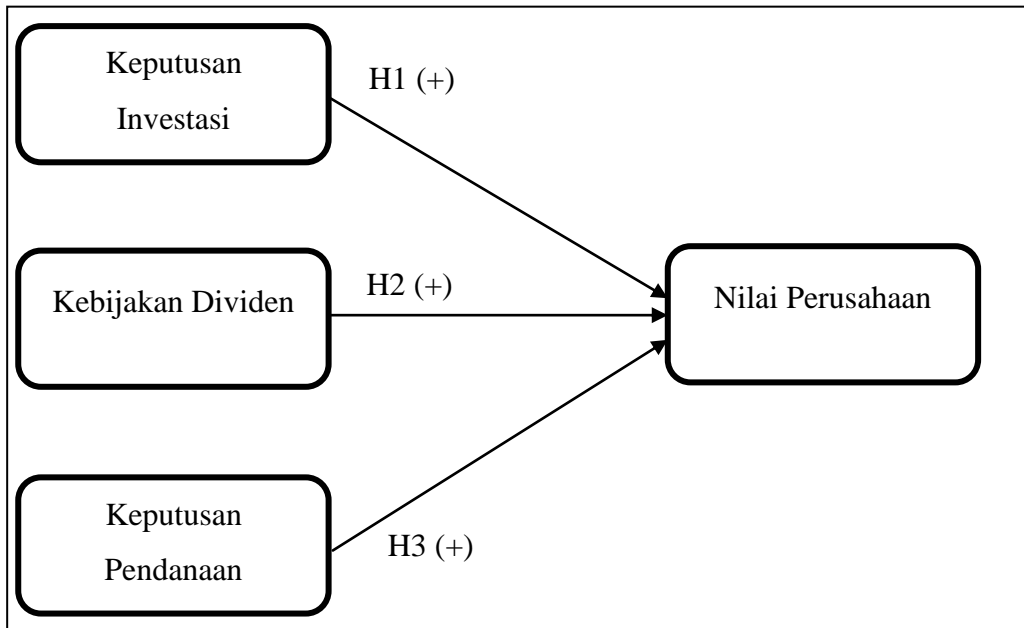 Keputusan
Investasi
H1 (+)
Kebijakan Dividen
H2 (+)
Nilai Perusahaan
Keputusan
Pendanaan
H3 (+)